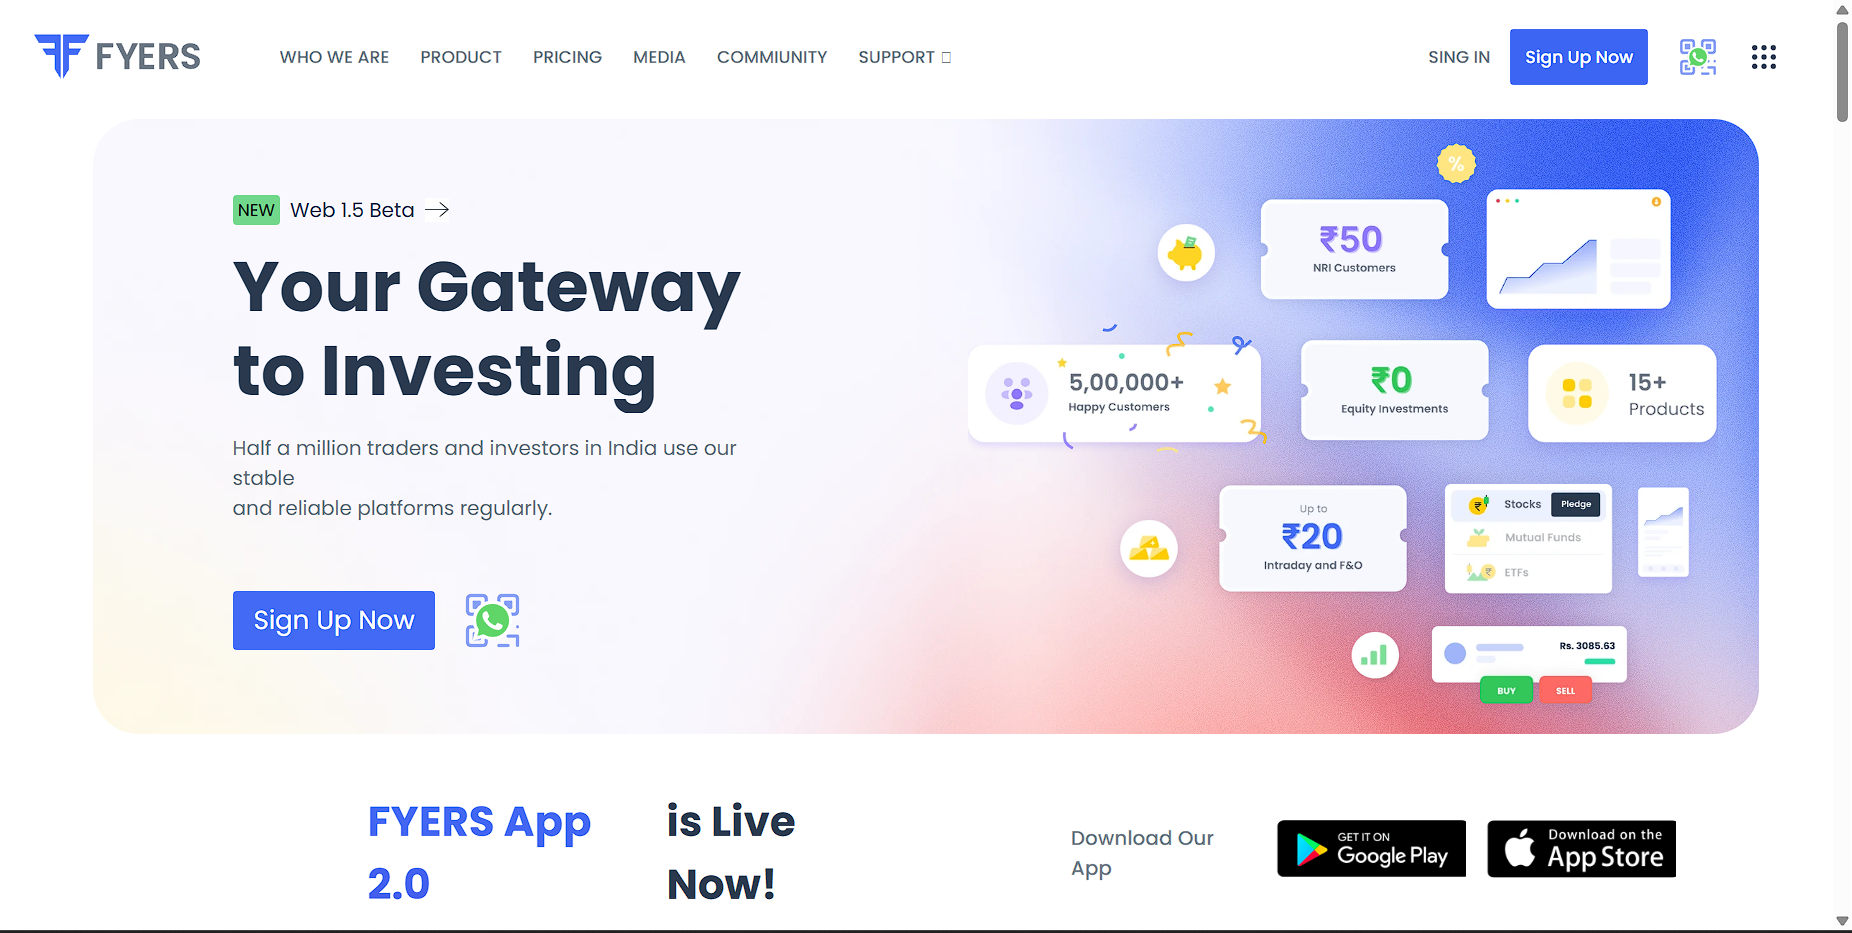 FYERS
WHO WE ARE
PRODUCT
PRICING
MEDIA
COMMIUNITY
SUPPORT
SING IN
Sign Up Now
NEW Web 1.5 Beta
Your Gateway
to Investing
Half a million traders and investors in India use our
stable
and reliable platforms regularly.
Sign Up Now
%
₹50
NRI Customers
5,00,000+
Happy Customers
₹0
Equity Investments
15+
Products
Up to
₹20
Intraday and F&O
₹ Stocks Pledge
Mutual Funds
₹ ETFs
Rs. 3085.63
BUY SELL
FYERS App
2.0
is Live
Now!
Download Our
App
GET IT ON
Google Play
Download on the
App Store